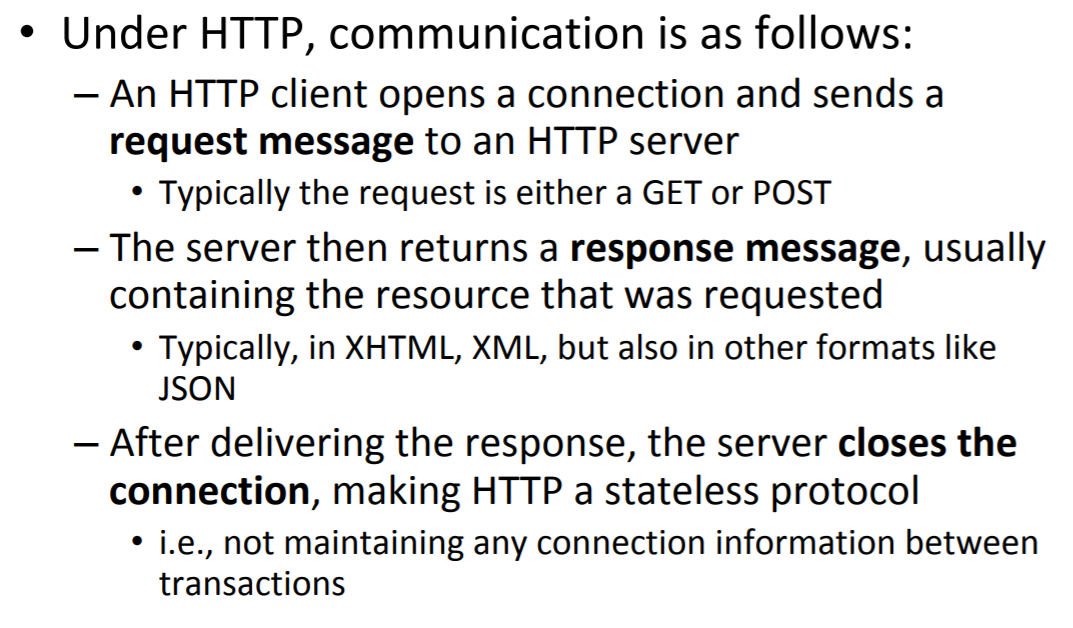 • Under HTTP, communication is as follows:
– An HTTP client opens a connection and sends a
request message to an HTTP server
• Typically the request is either a GET or POST
– The server then returns a response message, usually
containing the resource that was requested
• Typically, in XHTML, XML, but also in other formats like
JSON
– After delivering the response, the server closes the
connection, making HTTP a stateless protocol
• i.e., not maintaining any connection information between
transactions